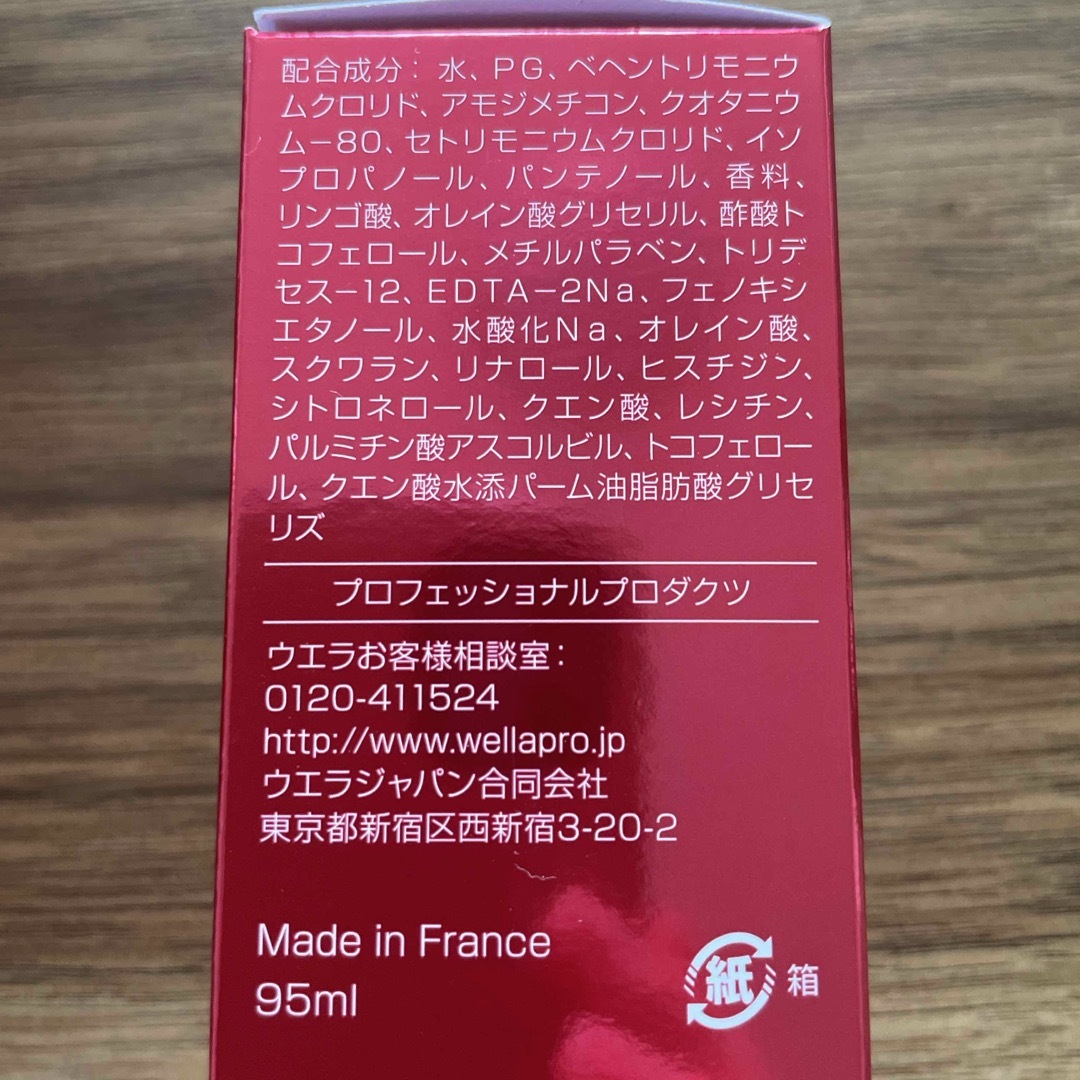 配合成分：水、PG、ベヘントリモニウ
ムクロリド、アモジメチコン、クオタニウ
ム－80、セトリモニウムクロリド、イソ
プロパノール、パンテノール、香料、
リンゴ酸、オレイン酸グリセリル、酢酸ト
コフェロール、メチルパラベン、トリデ
セス－12、EDTA－2Na、フェノキシ
エタノール、水酸化Na、オレイン酸、
スクワラン、リナロール、ヒスチジン、
シトロネロール、クエン酸、レシチン、
パルミチン酸アスコルビル、トコフェロー
ル、クエン酸水添パーム油脂肪酸グリセ
リズ
プロフェッショナルプロダクツ
ウエラお客様相談室：
0120-411524
http://www.wellapro.jp
ウエラジャパン合同会社
東京都新宿区西新宿3-20-2
Made in France
95ml
紙 箱